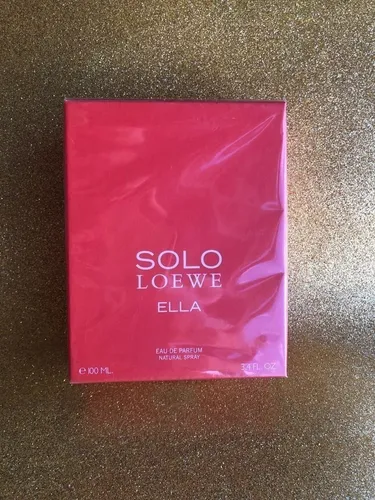 SOLO
LOEWE
ELLA
EAU DE PARFUM
NATURAL SPRAY
℮100 ML. 3.4 FL. OZ